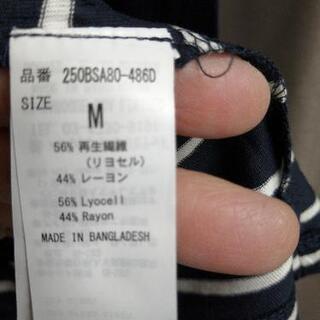 品番 250BSA80-486D
SIZE
M
56% 再生繊維
(リヨセル)
44% レーヨン
56% Lyocell
44% Rayon
MADE IN BANGLADESH